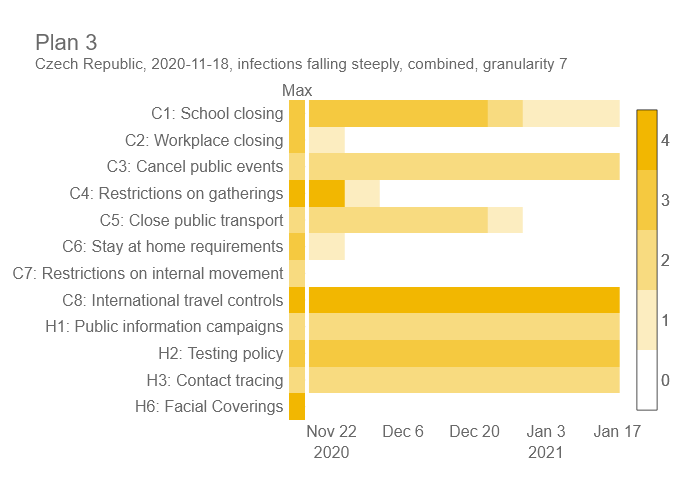 Plan 3
Czech Republic, 2020-11-18, infections falling steeply, combined, granularity 7
Max
C1: School closing
C2: Workplace closing
C3: Cancel public events
C4: Restrictions on gatherings
C5: Close public transport
C6: Stay at home requirements
C7: Restrictions on internal movement
C8: International travel controls
H1: Public information campaigns
H2: Testing policy
H3: Contact tracing
H6: Facial Coverings
4
3
2
1
0
Nov 22 Dec 6 Dec 20 Jan 3 Jan 17
2020 2021